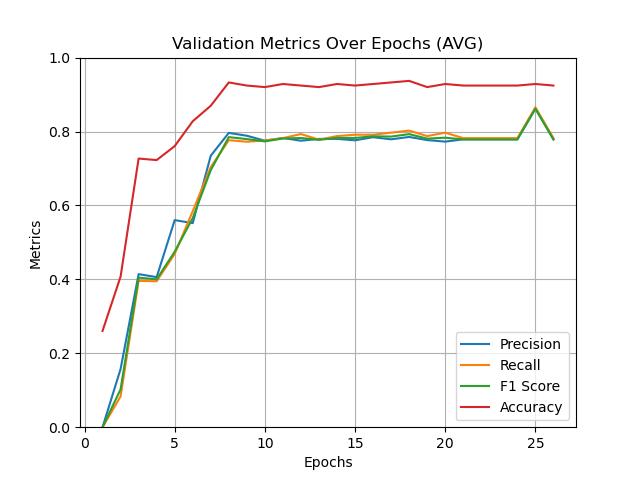 Validation Metrics Over Epochs (AVG)
1.0
0.8
0.6
0.4
0.2
0.0
Metrics
0 5 10 15 20 25
Epochs
Precision
Recall
F1 Score
Accuracy